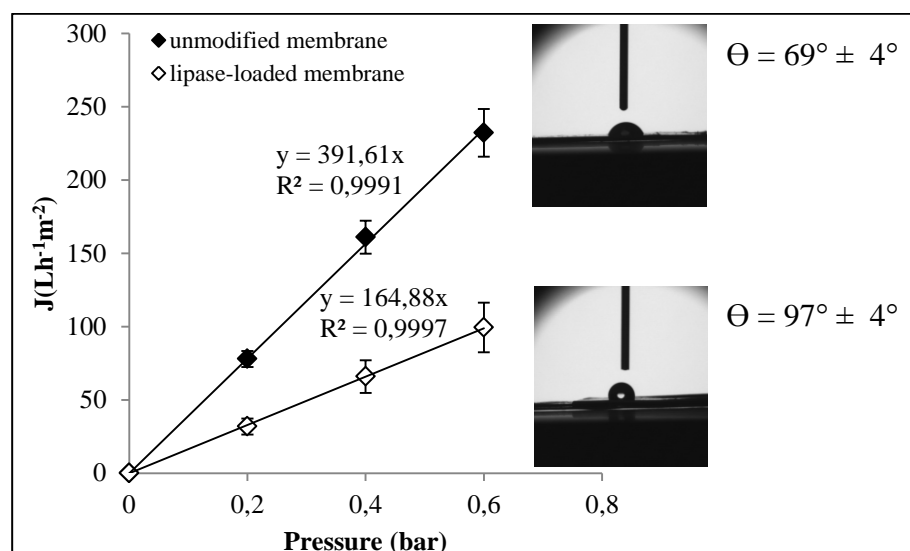 300
250
200
150
100
50
0
J(Lh-1m-2)
unmodified membrane
lipase-loaded membrane
y = 391,61x
R² = 0,9991
y = 164,88x
R² = 0,9997
0 0,2 0,4 0,6 0,8
Pressure (bar)
ϴ = 69° ± 4°
ϴ = 97° ± 4°